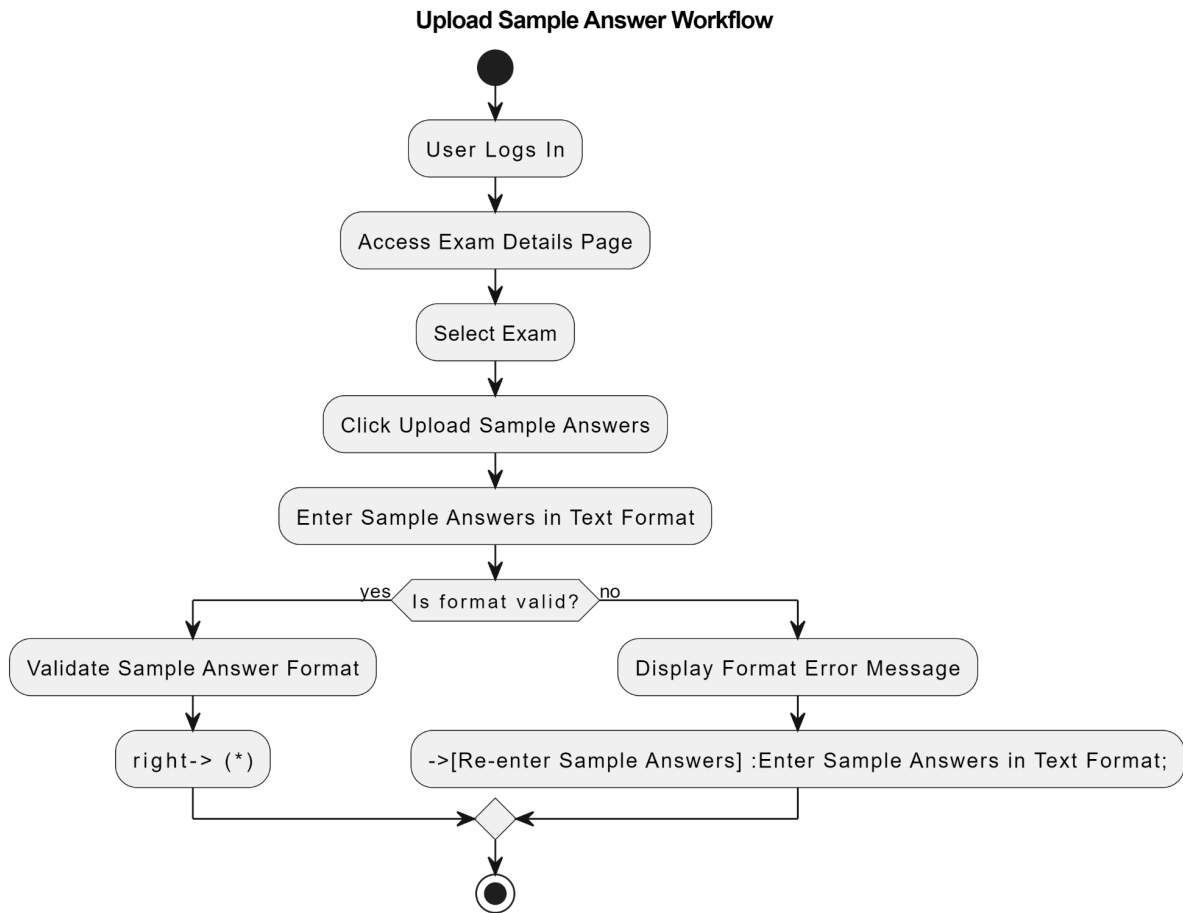 Upload Sample Answer Workflow
User Logs In
Access Exam Details Page
Select Exam
Click Upload Sample Answers
Enter Sample Answers in Text Format
yes
Is format valid?
no
Validate Sample Answer Format
Display Format Error Message
right-> (*)
->[Re-enter Sample Answers] :Enter Sample Answers in Text Format;